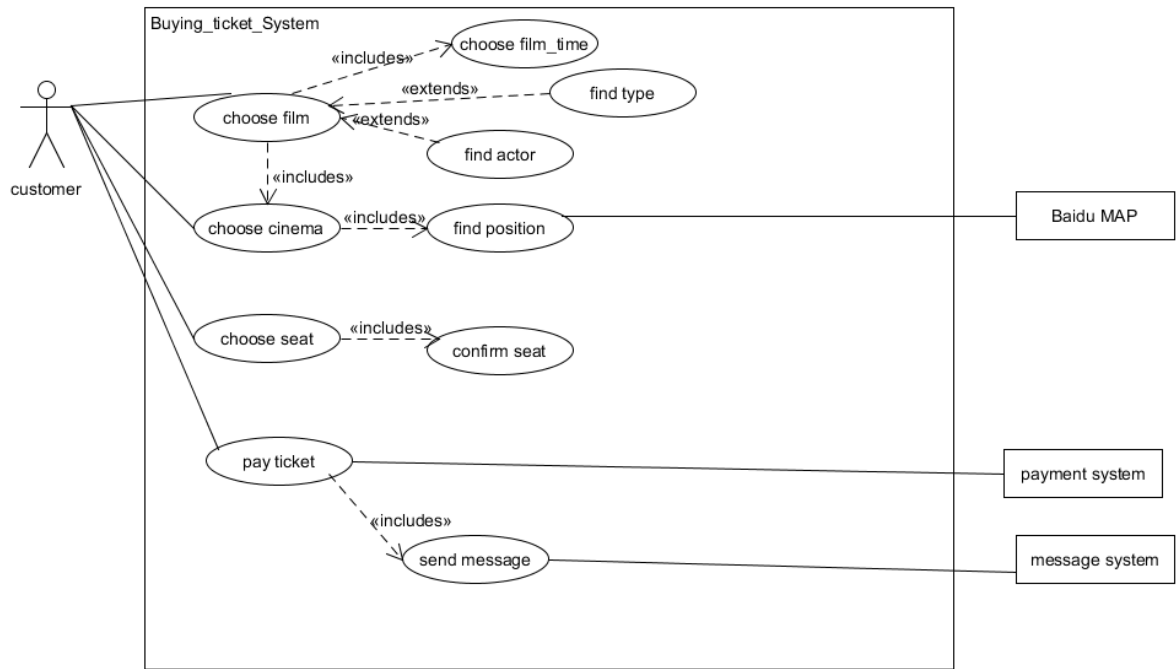 Buying_ticket_System
choose film_time
«includes»
«extends»
find type
choose film
«extends»
find actor
customer
«includes»
choose cinema
«includes»
find position
Baidu MAP
choose seat
«includes»
confirm seat
pay ticket
payment system
«includes»
send message
message system